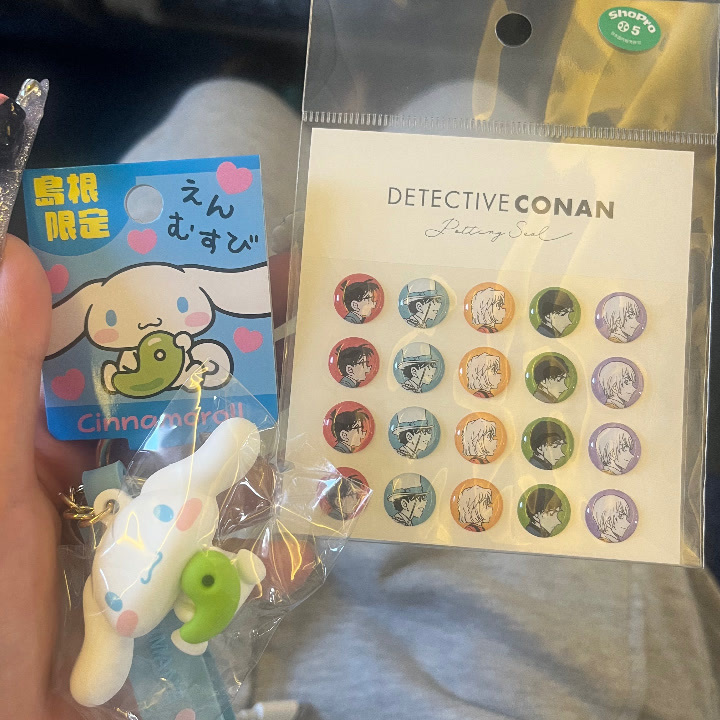 島根
限定
えん
むすび
Cinnamoroll
ShoPro
5
DETECTIVE CONAN
Potting Seal